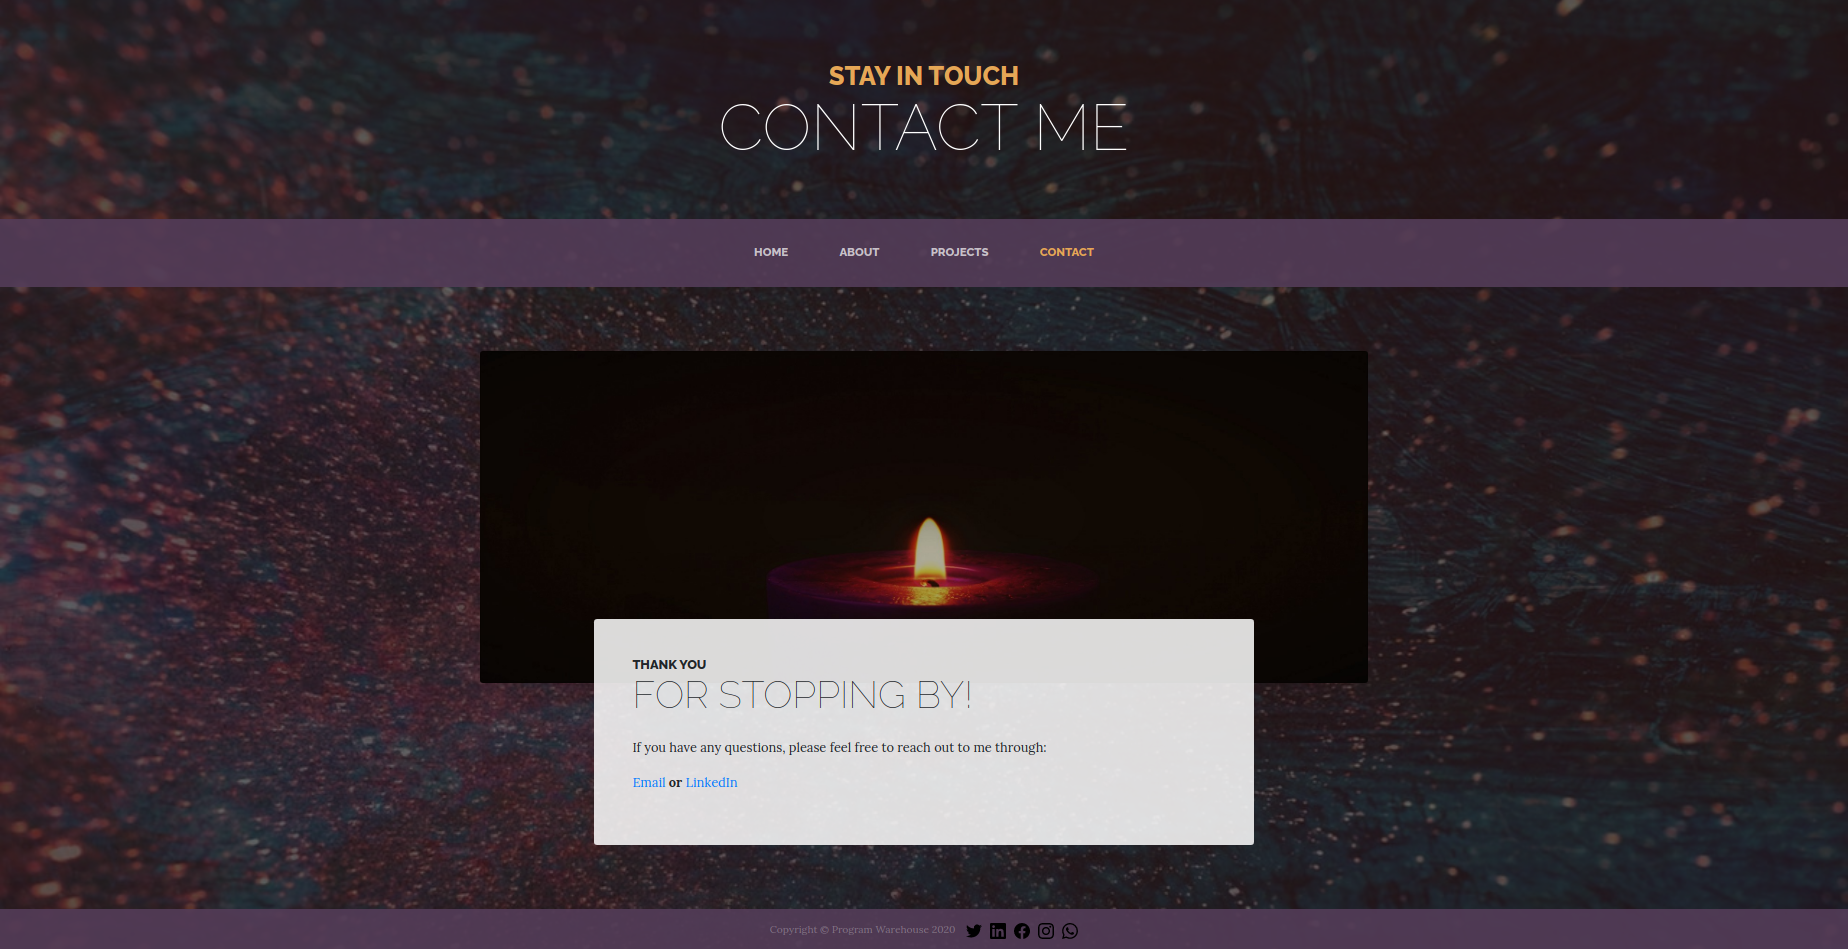 STAY IN TOUCH
CONTACT ME
HOME ABOUT PROJECTS CONTACT
THANK YOU
FOR STOPPING BY!
If you have any questions, please feel free to reach out to me through:
Email or LinkedIn
Copyright © Program Warehouse 2020